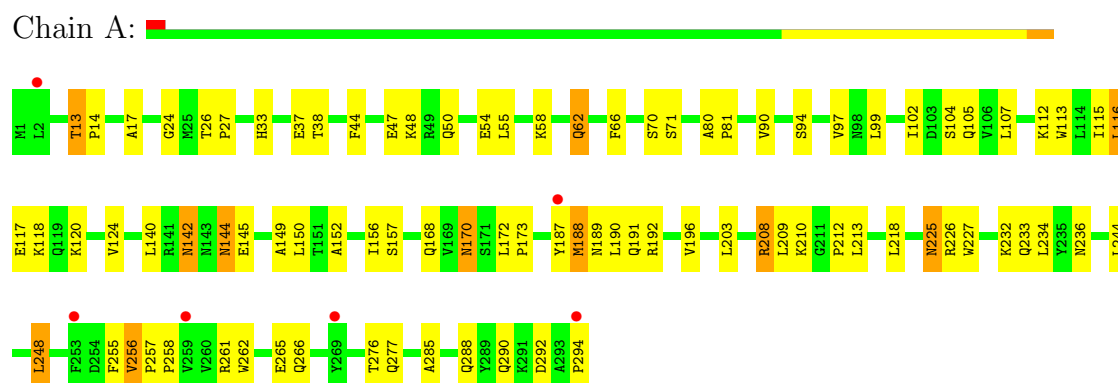 Chain A:
M1 L2 T13 P14 A17 G24 M25 T26 P27 H33 E37 T38 F44 E47 K48 R49 Q50 E54 L55 K58 Q62 F66 S70 S71 A80 P81 V90 S94 V97 N98 L99 I102 D103 S104 Q105 V106 L107 K112 W113 L114 I115 L116
E117 K118 Q119 K120 V124 L140 R141 N142 N143 N144 E145 A149 L150 T151 A152 I156 S157 Q168 V169 N170 S171 L172 P173 Y187 M188 N189 L190 Q191 R192 V196 L203 R208 L209 K210 G211 P212 L213 L218 N225 R226 W227 K232 Q233 L234 Y235 N236 L244
L248 F253 D254 F255 V256 P257 P258 V259 V260 R261 W262 E265 Q266 Y269 T276 Q277 A285 Q288 Y289 Q290 K291 D292 A293 P294